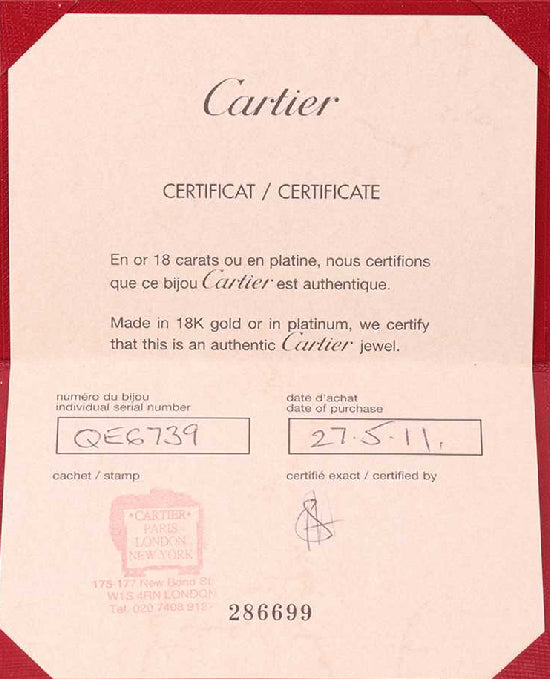 Cartier
CERTIFICAT / CERTIFICATE
En or 18 carats ou en platine, nous certifions
que ce bijou Cartier est authentique.
Made in 18K gold or in platinum, we certify
that this is an authentic Cartier jewel.
numéro du bijou
individual serial number
QE6739
date d'achat
date of purchase
27.5.11.
cachet / stamp
certifié exact / certified by
•CARTIER•
PARIS
LONDON
NEW YORK
175-177 New Bond St
W1S 4RN LONDON
Tel. 020 7408
286699